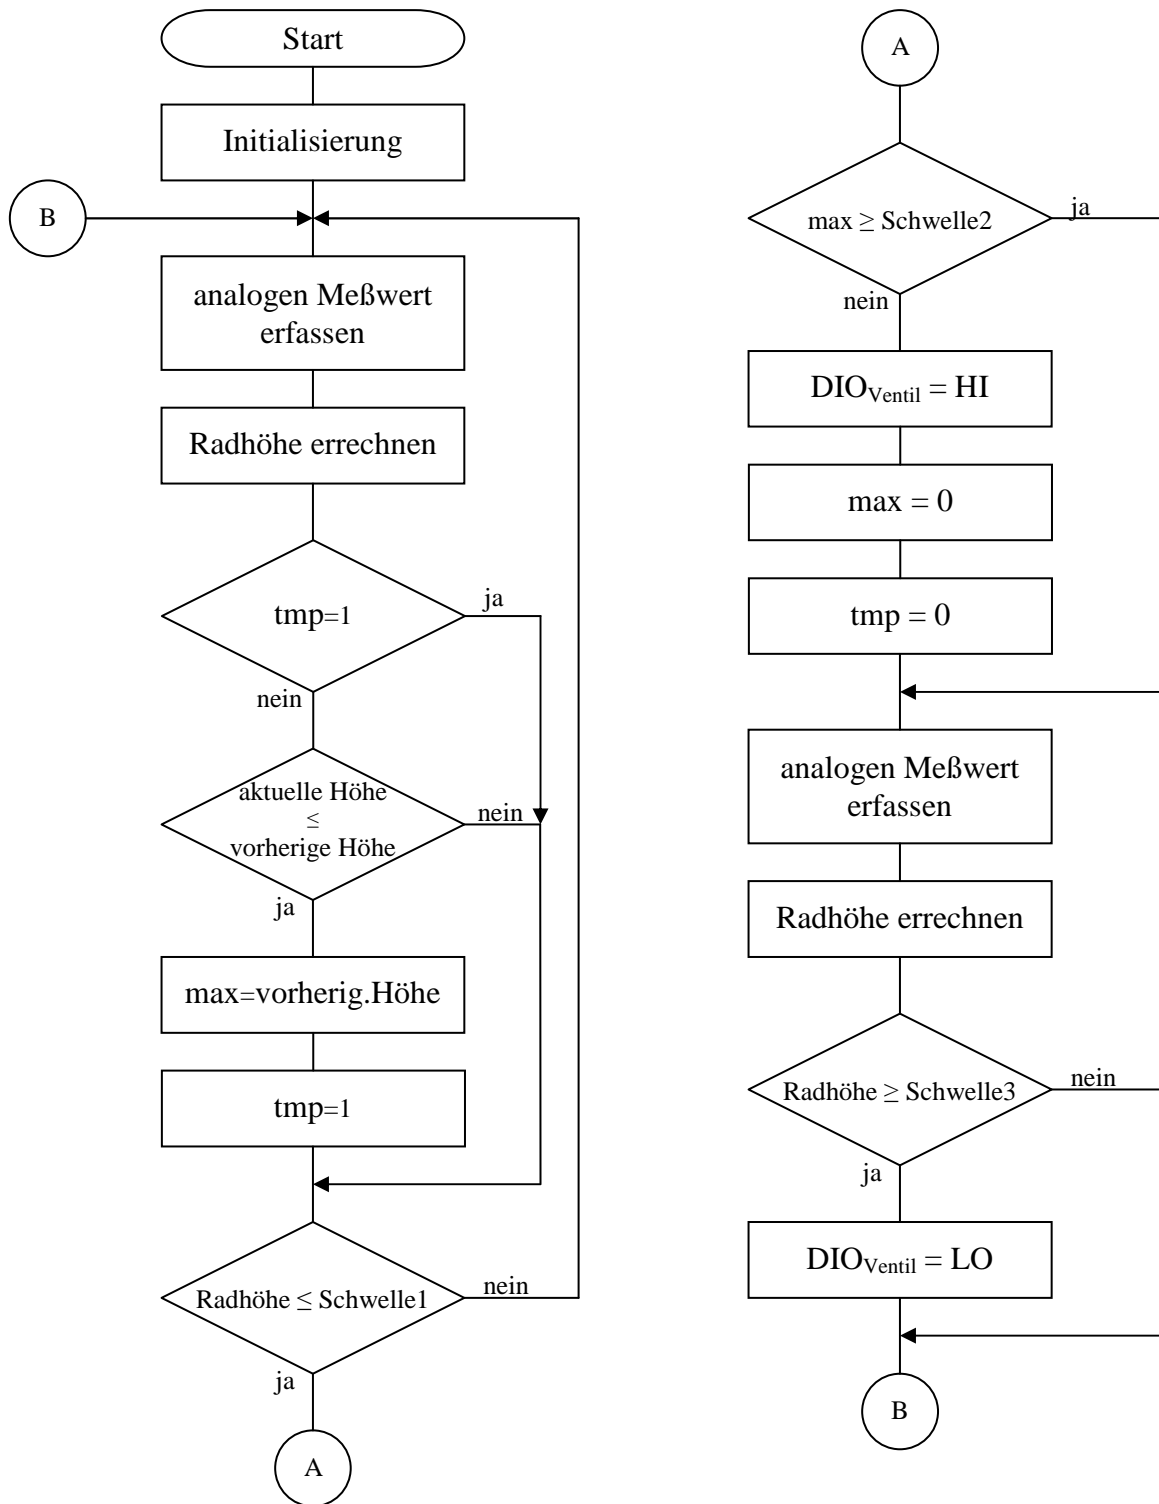 Start
Initialisierung
B
analogen Meßwert
erfassen
Radhöhe errechnen
tmp=1
ja
nein
aktuelle Höhe
≤
vorherige Höhe
nein
ja
max=vorherig.Höhe
tmp=1
Radhöhe ≤ Schwelle1
nein
ja
A
A
max ≥ Schwelle2
ja
nein
DIOVentil = HI
max = 0
tmp = 0
analogen Meßwert
erfassen
Radhöhe errechnen
Radhöhe ≥ Schwelle3
nein
ja
DIOVentil = LO
B